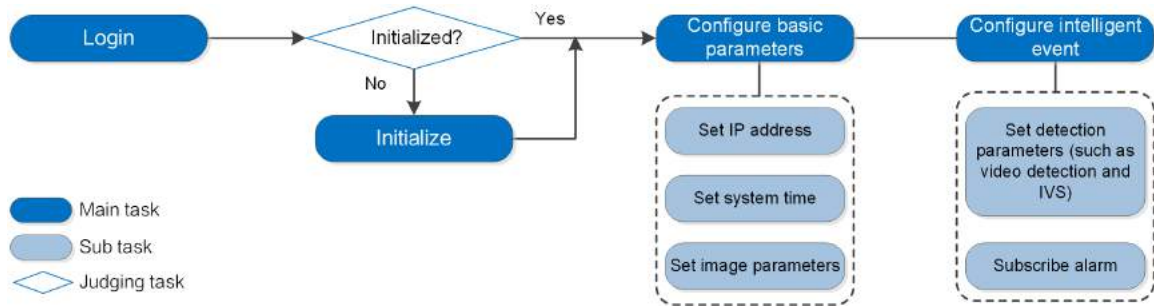 Login
Initialized?
Yes
No
Initialize
Configure basic
parameters
Set IP address
Set system time
Set image parameters
Configure intelligent
event
Set detection
parameters (such as
video detection and
IVS)
Subscribe alarm
Main task
Sub task
Judging task